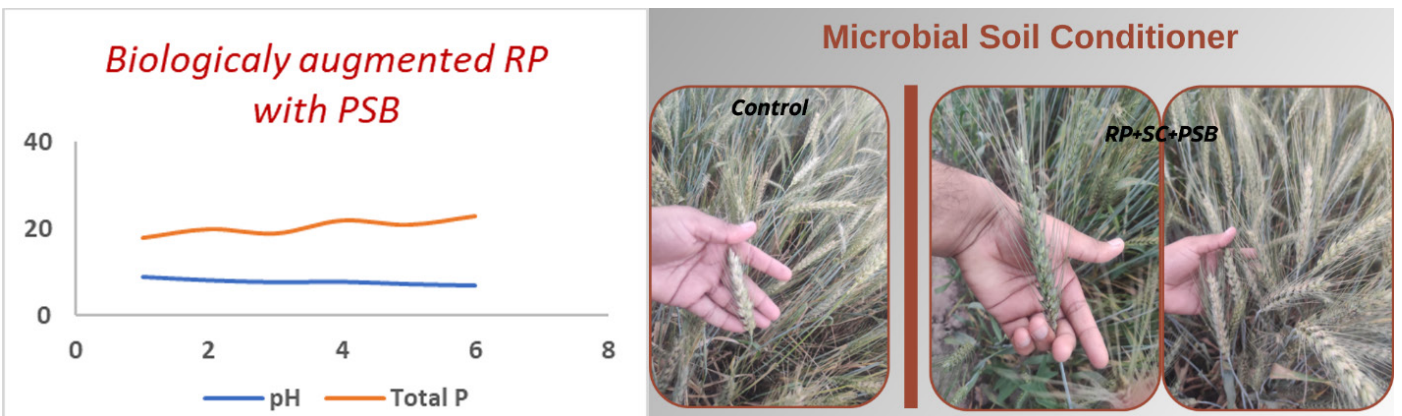 Biologicaly augmented RP
with PSB
40
20
0
0 2 4 6 8
pH Total P
Microbial Soil Conditioner
Control
RP+SC+PSB